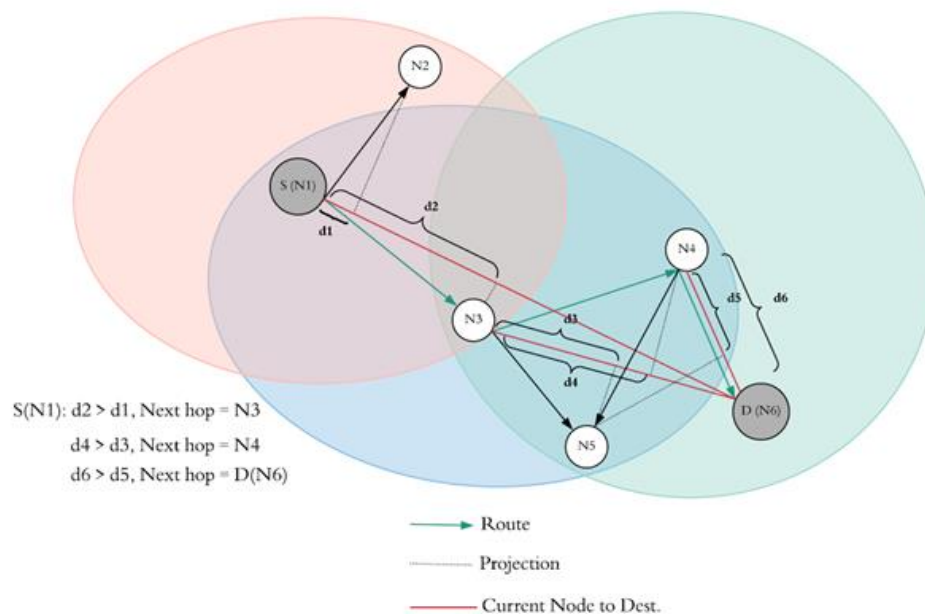 N2
S (N1)
d2
d1
N4
d5
d6
N3
d3
d4
D (N6)
N5
S(N1): d2 > d1, Next hop = N3
d4 > d3, Next hop = N4
d6 > d5, Next hop = D(N6)
Route
Projection
Current Node to Dest.